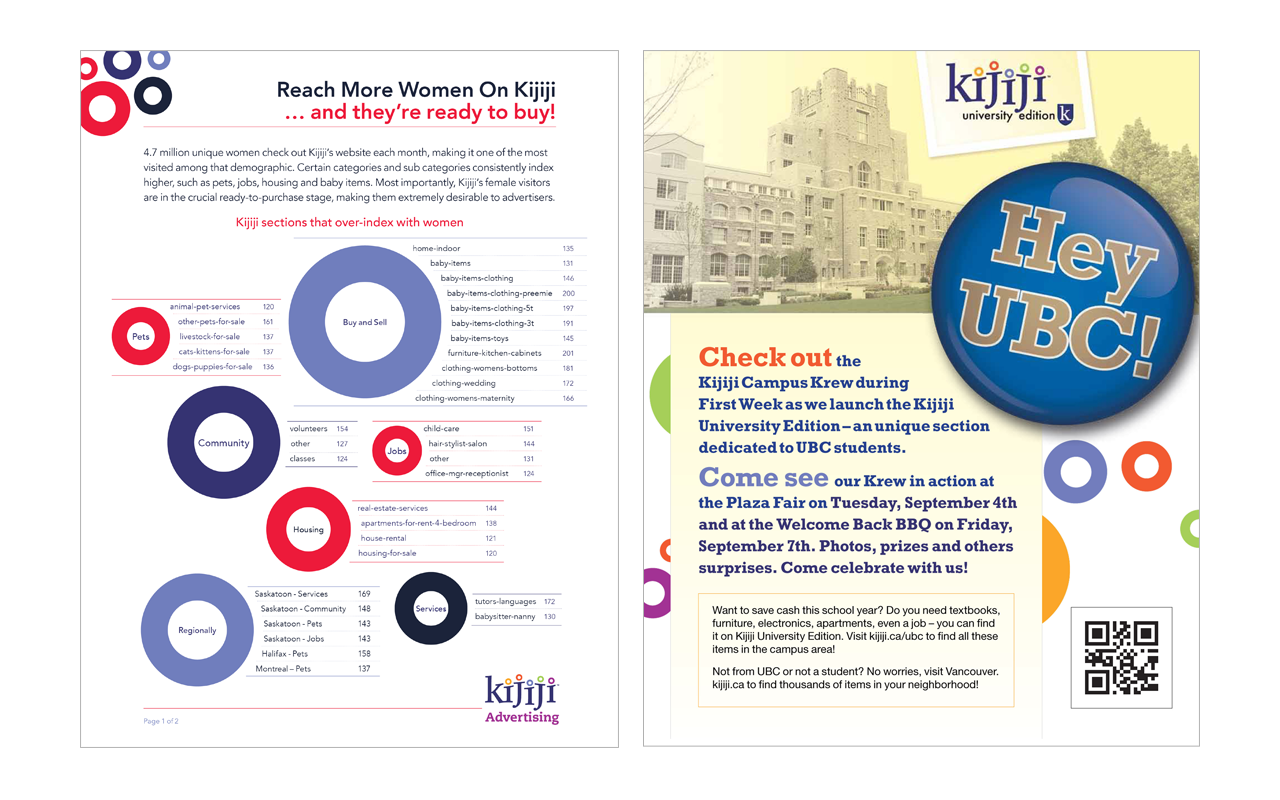 Reach More Women On Kijiji
… and they're ready to buy!
4.7 million unique women check out Kijiji's website each month, making it one of the most
visited among that demographic. Certain categories and sub categories consistently index
higher, such as pets, jobs, housing and baby items. Most importantly, Kijiji's female visitors
are in the crucial ready-to-purchase stage, making them extremely desirable to advertisers.
Kijiji sections that over-index with women
Buy and Sell
home-indoor 135
baby-items 131
baby-items-clothing 146
baby-items-clothing-preemie 200
baby-items-clothing-5t 197
baby-items-clothing-3t 191
baby-items-toys 145
furniture-kitchen-cabinets 201
clothing-womens-bottoms 181
clothing-wedding 172
clothing-womens-maternity 166
Pets
animal-pet-services 120
other-pets-for-sale 161
livestock-for-sale 137
cats-kittens-for-sale 137
dogs-puppies-for-sale 136
Community
volunteers 154
other 127
classes 124
Jobs
child-care 151
hair-stylist-salon 144
other 131
office-mgr-receptionist 124
Housing
real-estate-services 144
apartments-for-rent-4-bedroom 138
house-rental 121
housing-for-sale 120
Regionally
Saskatoon - Services 169
Saskatoon - Community 148
Saskatoon - Pets 143
Saskatoon - Jobs 143
Halifax - Pets 158
Montreal – Pets 137
Services
tutors-languages 172
babysitter-nanny 130
kijiji
Advertising
Page 1 of 2
kijiji
university edition k
Hey
UBC!
Check out the
Kijiji Campus Krew during
First Week as we launch the Kijiji
University Edition – an unique section
dedicated to UBC students.
Come see our Krew in action at
the Plaza Fair on Tuesday, September 4th
and at the Welcome Back BBQ on Friday,
September 7th. Photos, prizes and others
surprises. Come celebrate with us!
Want to save cash this school year? Do you need textbooks,
furniture, electronics, apartments, even a job – you can find
it on Kijiji University Edition. Visit kijiji.ca/ubc to find all these
items in the campus area!
Not from UBC or not a student? No worries, visit Vancouver.
kijiji.ca to find thousands of items in your neighborhood!